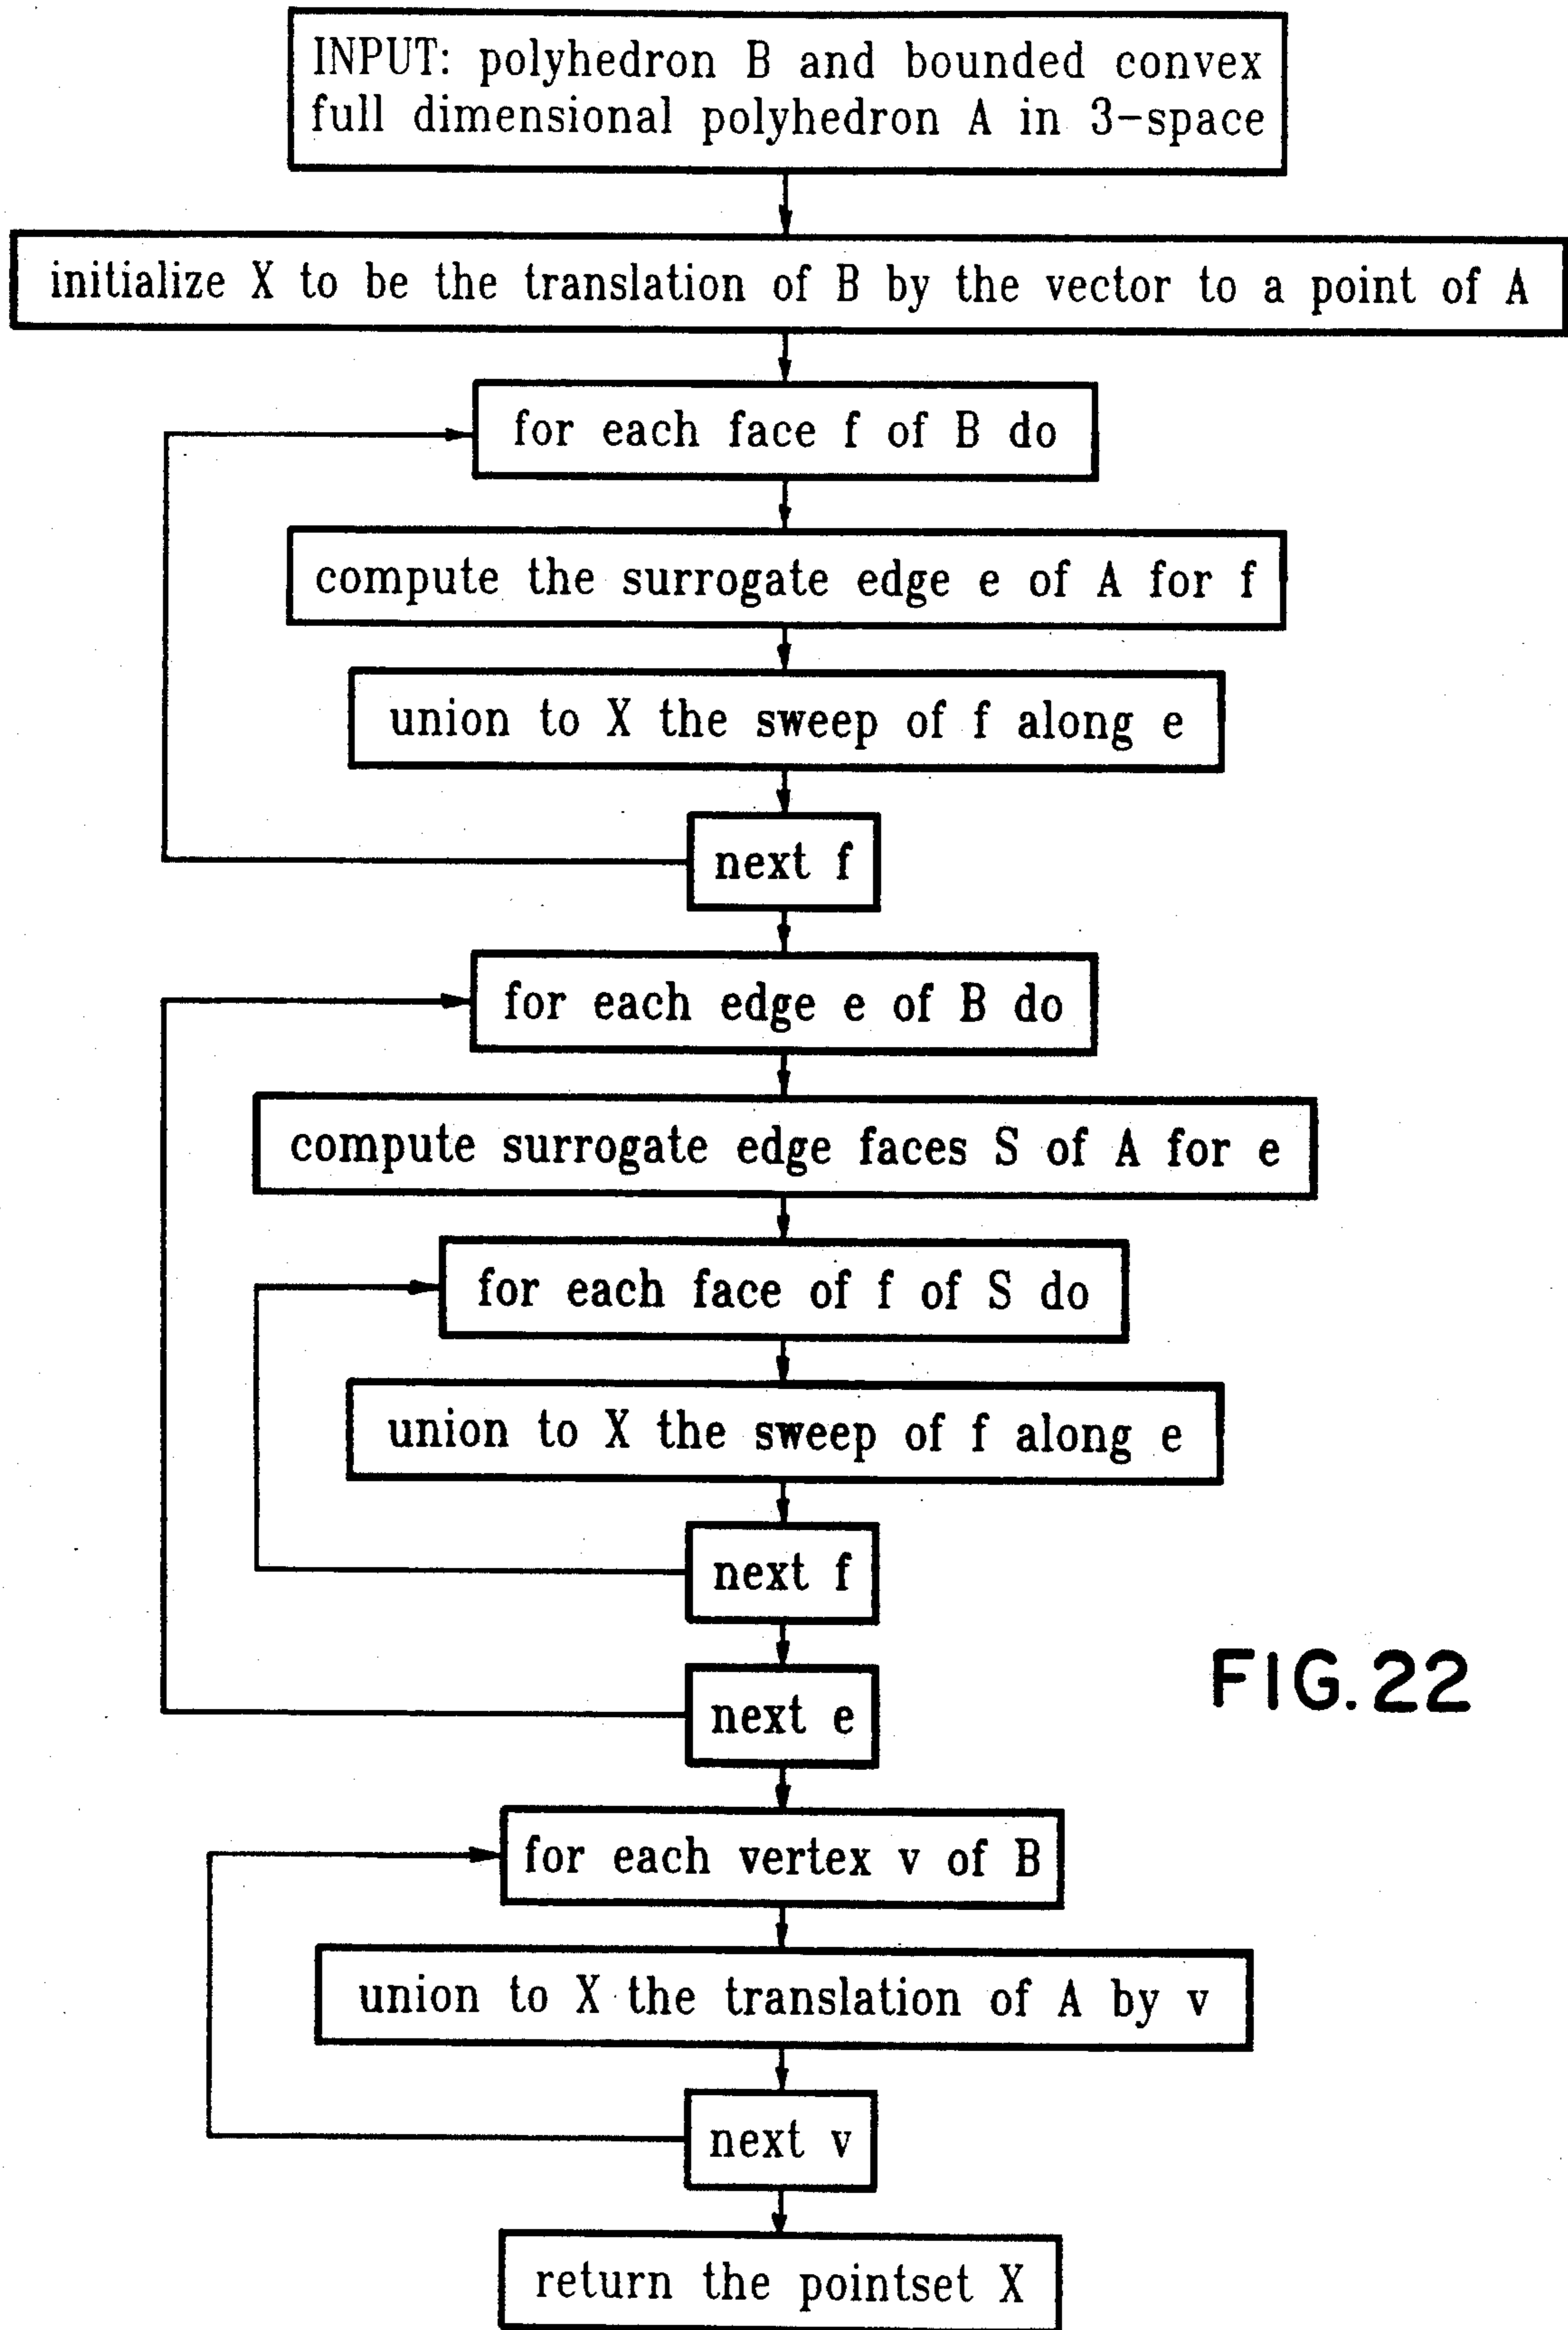 INPUT: polyhedron B and bounded convex
full dimensional polyhedron A in 3-space
initialize X to be the translation of B by the vector to a point of A
for each face f of B do
compute the surrogate edge e of A for f
union to X the sweep of f along e
next f
for each edge e of B do
compute surrogate edge faces S of A for e
for each face of f of S do
union to X the sweep of f along e
next f
next e
FIG. 22
for each vertex v of B
union to X the translation of A by v
next v
return the pointset X